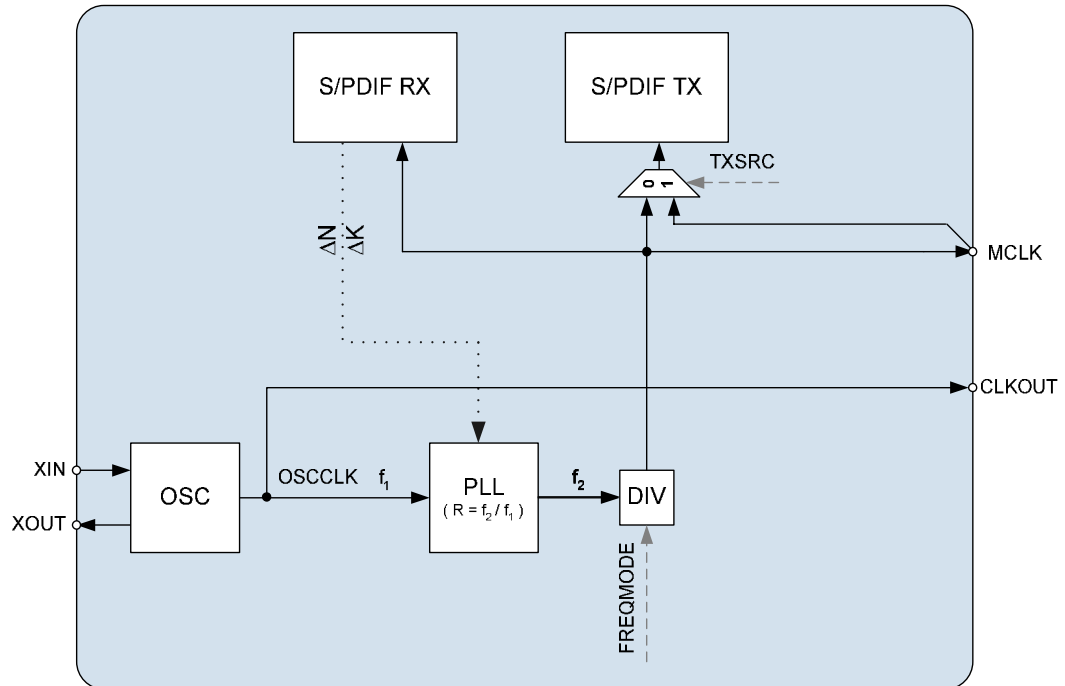 S/PDIF RX
S/PDIF TX
TXSRC
0
1
ΔN
ΔK
MCLK
CLKOUT
XIN
XOUT
OSC
OSCCLK f₁
PLL
( R = f₂ / f₁ )
f₂
DIV
FREQMODE